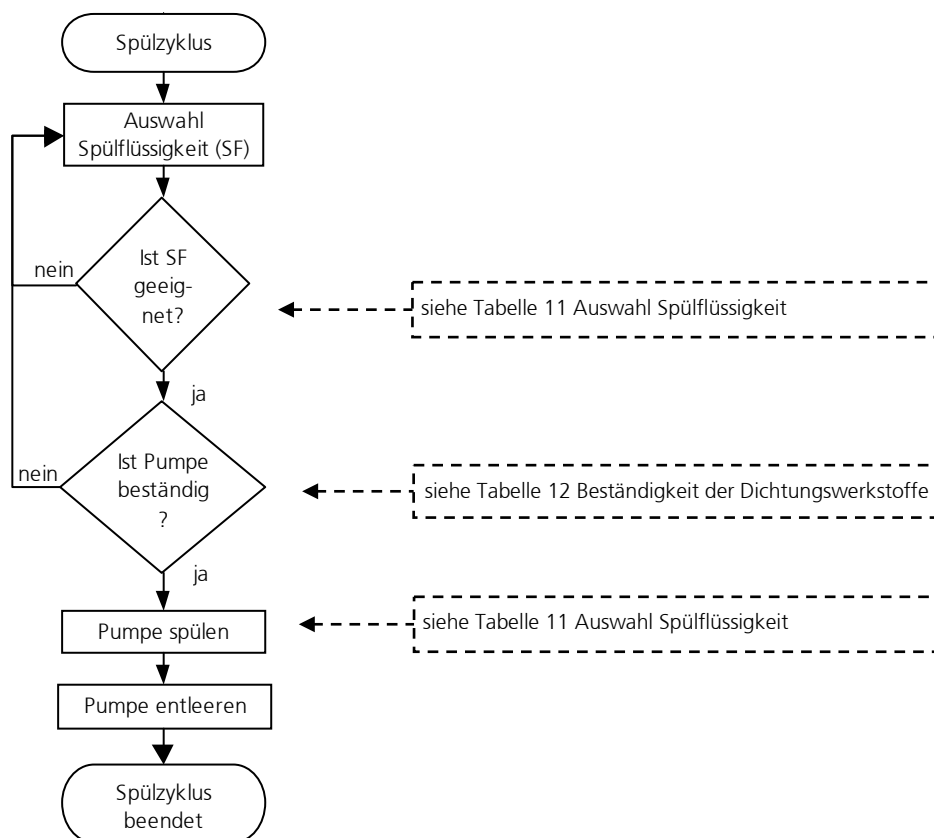 Spülzyklus
Auswahl
Spülflüssigkeit (SF)
nein
Ist SF
geeig-
net?
siehe Tabelle 11 Auswahl Spülflüssigkeit
ja
nein
Ist Pumpe
beständig
?
siehe Tabelle 12 Beständigkeit der Dichtungswerkstoffe
ja
Pumpe spülen
siehe Tabelle 11 Auswahl Spülflüssigkeit
Pumpe entleeren
Spülzyklus
beendet